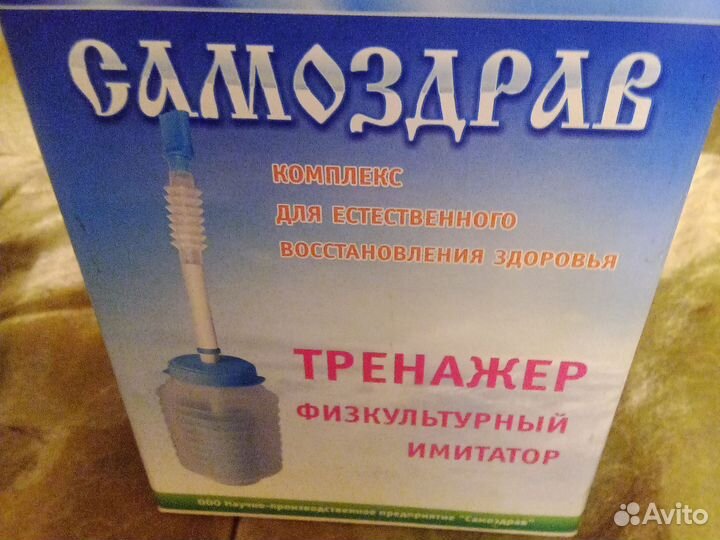 САМОЗДРАВ
КОМПЛЕКС
ДЛЯ ЕСТЕСТВЕННОГО
ВОССТАНОВЛЕНИЯ ЗДОРОВЬЯ
ТРЕНАЖЕР
ФИЗКУЛЬТУРНЫЙ
ИМИТАТОР
ООО Научно-производственное предприятие "Самоздрав"
Avito